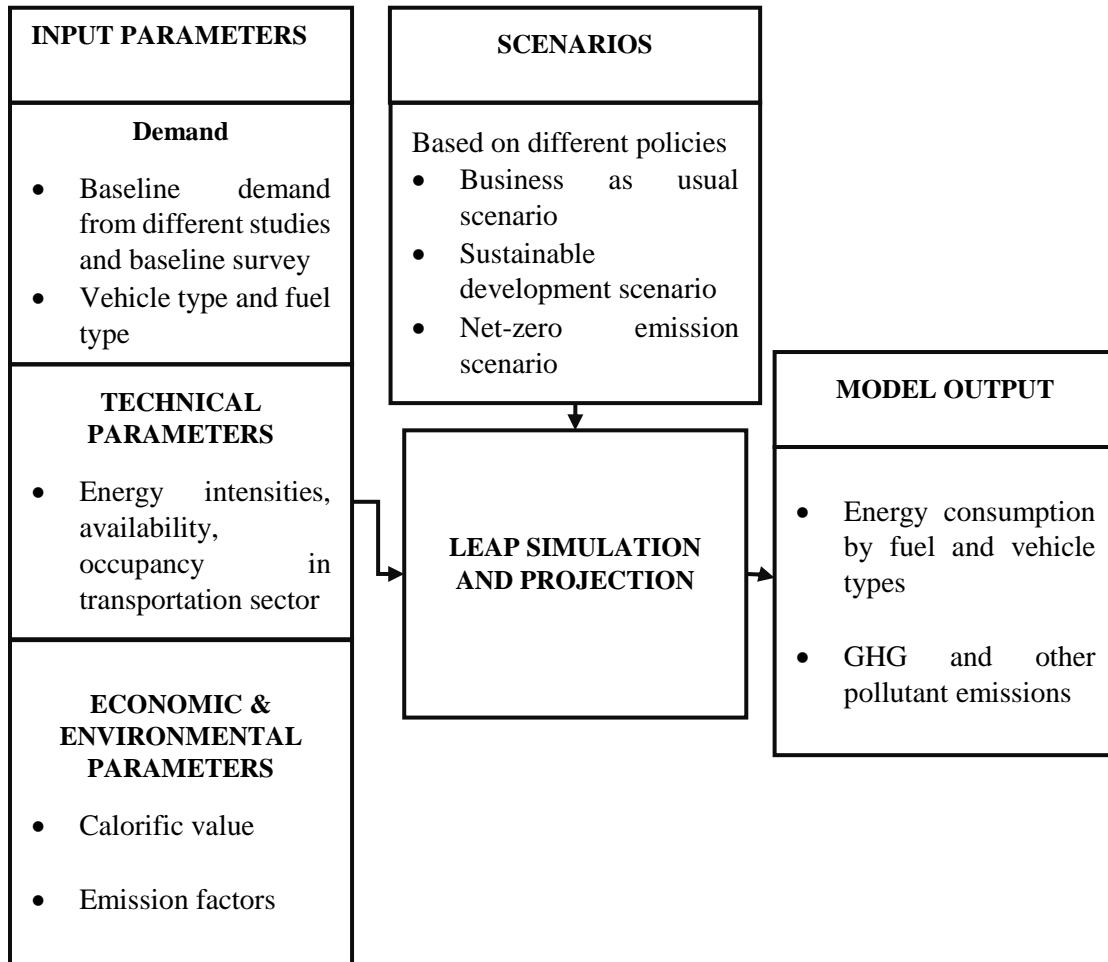 INPUT PARAMETERS
Demand
• Baseline demand
from different studies
and baseline survey
• Vehicle type and fuel
type
TECHNICAL
PARAMETERS
• Energy intensities,
availability,
occupancy in
transportation sector
ECONOMIC &
ENVIRONMENTAL
PARAMETERS
• Calorific value
• Emission factors
SCENARIOS
Based on different policies
• Business as usual
scenario
• Sustainable
development scenario
• Net-zero emission
scenario
LEAP SIMULATION
AND PROJECTION
MODEL OUTPUT
• Energy consumption
by fuel and vehicle
types
• GHG and other
pollutant emissions